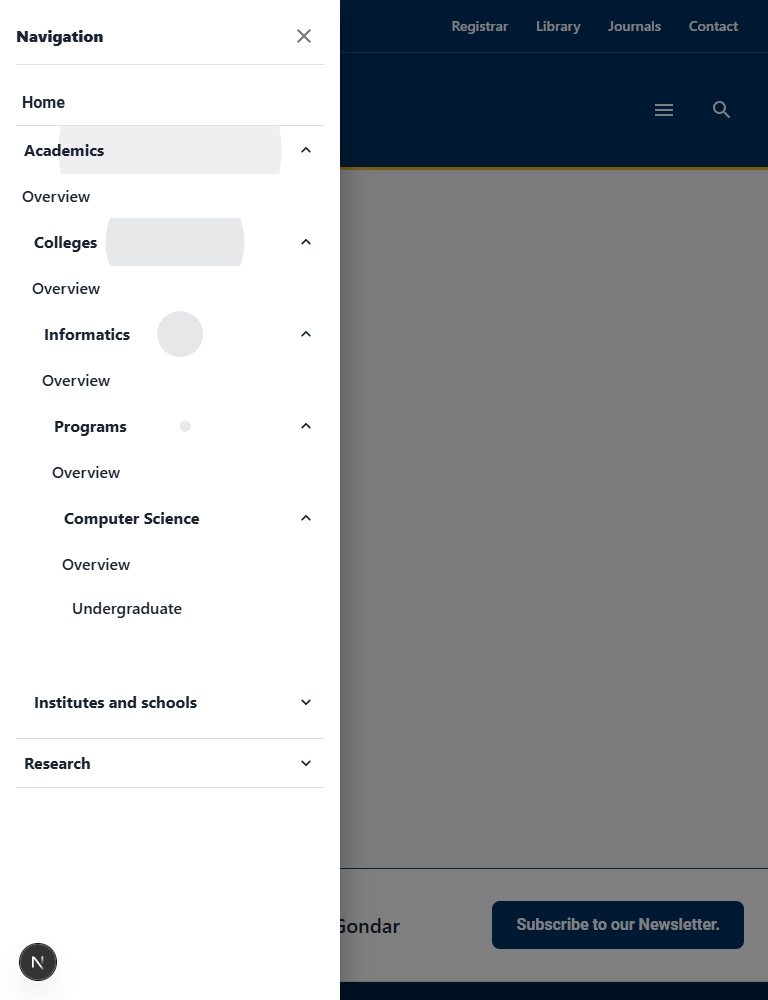 Navigation
Registrar Library Journals Contact
Home
Academics
Overview
Colleges
Overview
Informatics
Overview
Programs
Overview
Computer Science
Overview
Undergraduate
Institutes and schools
Research
Gondar
Subscribe to our Newsletter.
N